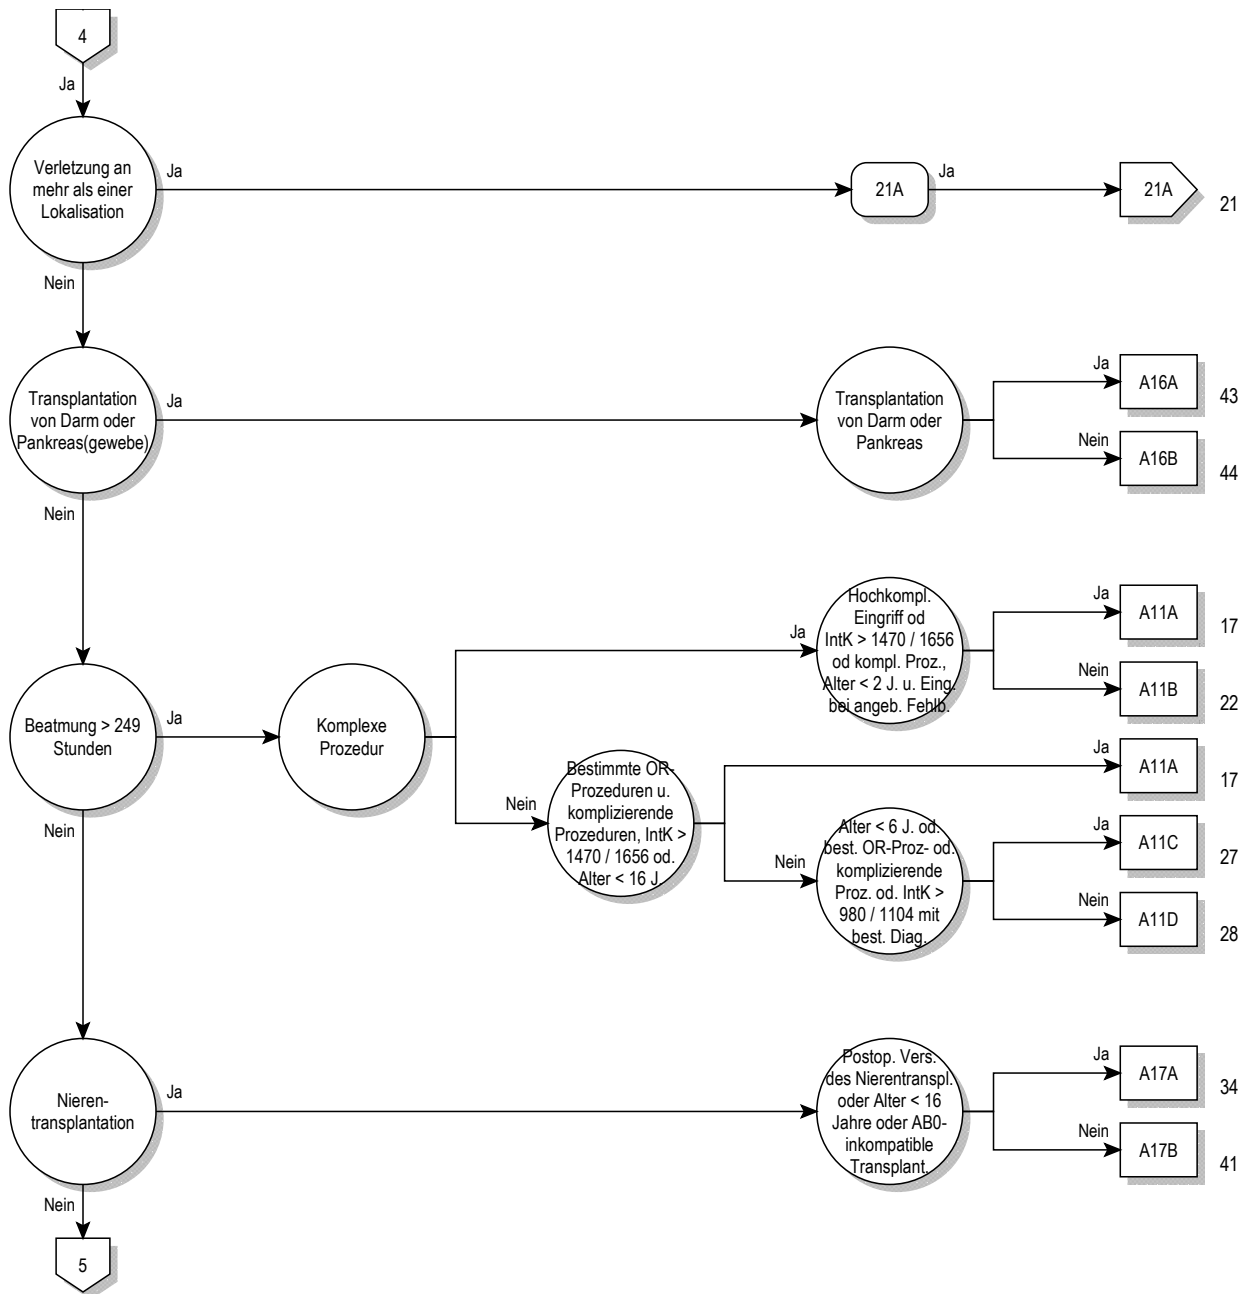 4
Ja
Verletzung an
mehr als einer
Lokalisation
Ja
21A
Ja
21A
21
Nein
Transplantation
von Darm oder
Pankreas(gewebe)
Ja
Transplantation
von Darm oder
Pankreas
Ja
A16A
43
Nein
A16B
44
Nein
Beatmung > 249
Stunden
Ja
Komplexe
Prozedur
Ja
Hochkompl.
Eingriff od
IntK > 1470 / 1656
od kompl. Proz.,
Alter < 2 J. u. Eing.
bei angeb. Fehlb.
Ja
A11A
17
Nein
A11B
22
Nein
Bestimmte OR-
Prozeduren u.
komplizierende
Prozeduren, IntK >
1470 / 1656 od.
Alter < 16 J.
Ja
A11A
17
Nein
Alter < 6 J. od.
best. OR-Proz- od.
komplizierende
Proz. od. IntK >
980 / 1104 mit
best. Diag.
Ja
A11C
27
Nein
A11D
28
Nein
Nieren-
transplantation
Ja
Postop. Vers.
des Nierentranspl.
oder Alter < 16
Jahre oder AB0-
inkompatible
Transplant.
Ja
A17A
34
Nein
A17B
41
Nein
5